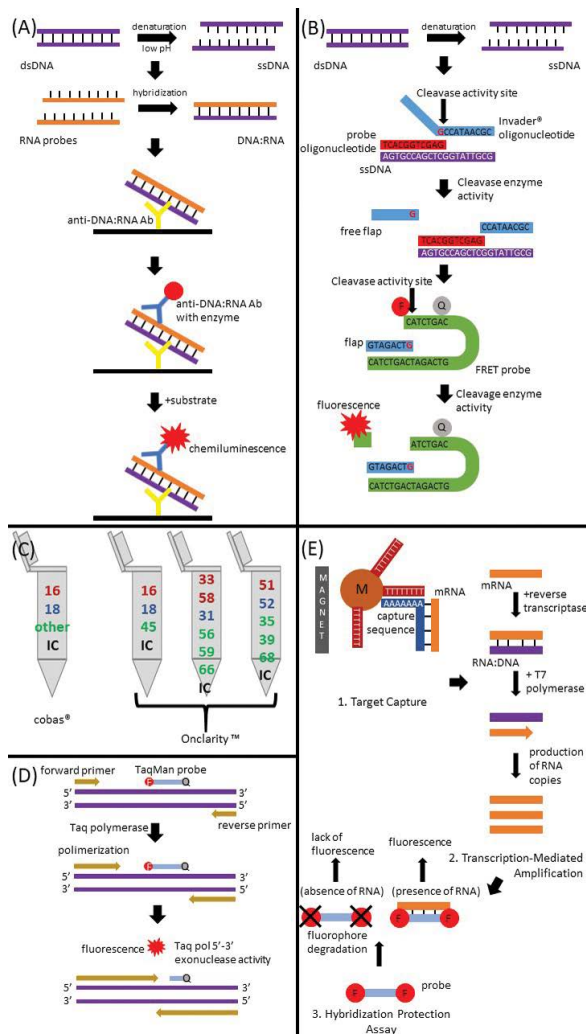 (A)
denaturation
low pH
dsDNA
ssDNA
hybridization
RNA probes
DNA:RNA
anti-DNA:RNA Ab
anti-DNA:RNA Ab
with enzyme
+substrate
chemiluminescence
(B)
denaturation
dsDNA
ssDNA
Cleavase activity site
Invader®
oligonucleotide
GCCATAACGC
probe
oligonucleotide
TCACGGTCGAG
AGTGCCAGCTCGGTATTGCG
ssDNA
Cleavase enzyme
activity
G
free flap
CCATAACGC
TCACGGTCGAG
AGTGCCAGCTCGGTATTGCG
Cleavase activity site
F
Q
CATCTGAC
flap
GTAGACTG
CATCTGACTAGACTG
FRET probe
Cleavage enzyme
activity
fluorescence
Q
ATCTGAC
GTAGACTG
CATCTGACTAGACTG
(C)
16
18
other
IC
cobas®
16
18
45
IC
33
58
31
56
59
66
IC
51
52
35
39
68
IC
Onclarity™
(D)
forward primer
TaqMan probe
F
Q
5’
3’
3’
5’
reverse primer
Taq polymerase
polimerization
F
Q
5’
3’
3’
5’
fluorescence
Taq pol 5’-3’
exonuclease activity
Q
5’
3’
3’
5’
(E)
MAGNET
M
TTTTTTT
AAAAAAA
mRNA
capture
sequence
1. Target Capture
mRNA
+reverse
transcriptase
RNA:DNA
+ T7
polymerase
production
of RNA
copies
2. Transcription-Mediated
Amplification
lack of
fluorescence
fluorescence
(absence of RNA)
(presence of RNA)
F
F
fluorophore
degradation
F
F
probe
3. Hybridization Protection
Assay